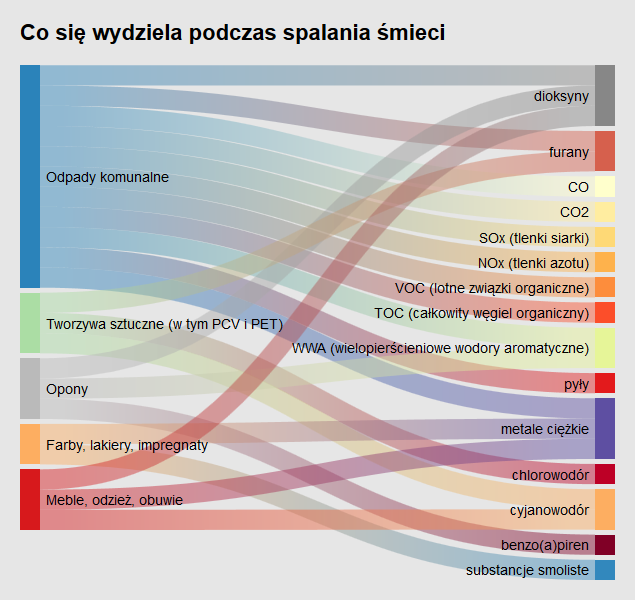 Co się wydziela podczas spalania śmieci
Odpady komunalne
Tworzywa sztuczne (w tym PCV i PET)
Opony
Farby, lakiery, impregnaty
Meble, odzież, obuwie
dioksyny
furany
CO
CO2
SOx (tlenki siarki)
NOx (tlenki azotu)
VOC (lotne związki organiczne)
TOC (całkowity węgiel organiczny)
WWA (wielopierścieniowe wodory aromatyczne)
pyły
metale ciężkie
chlorowodór
cyjanowodór
benzo(a)piren
substancje smoliste